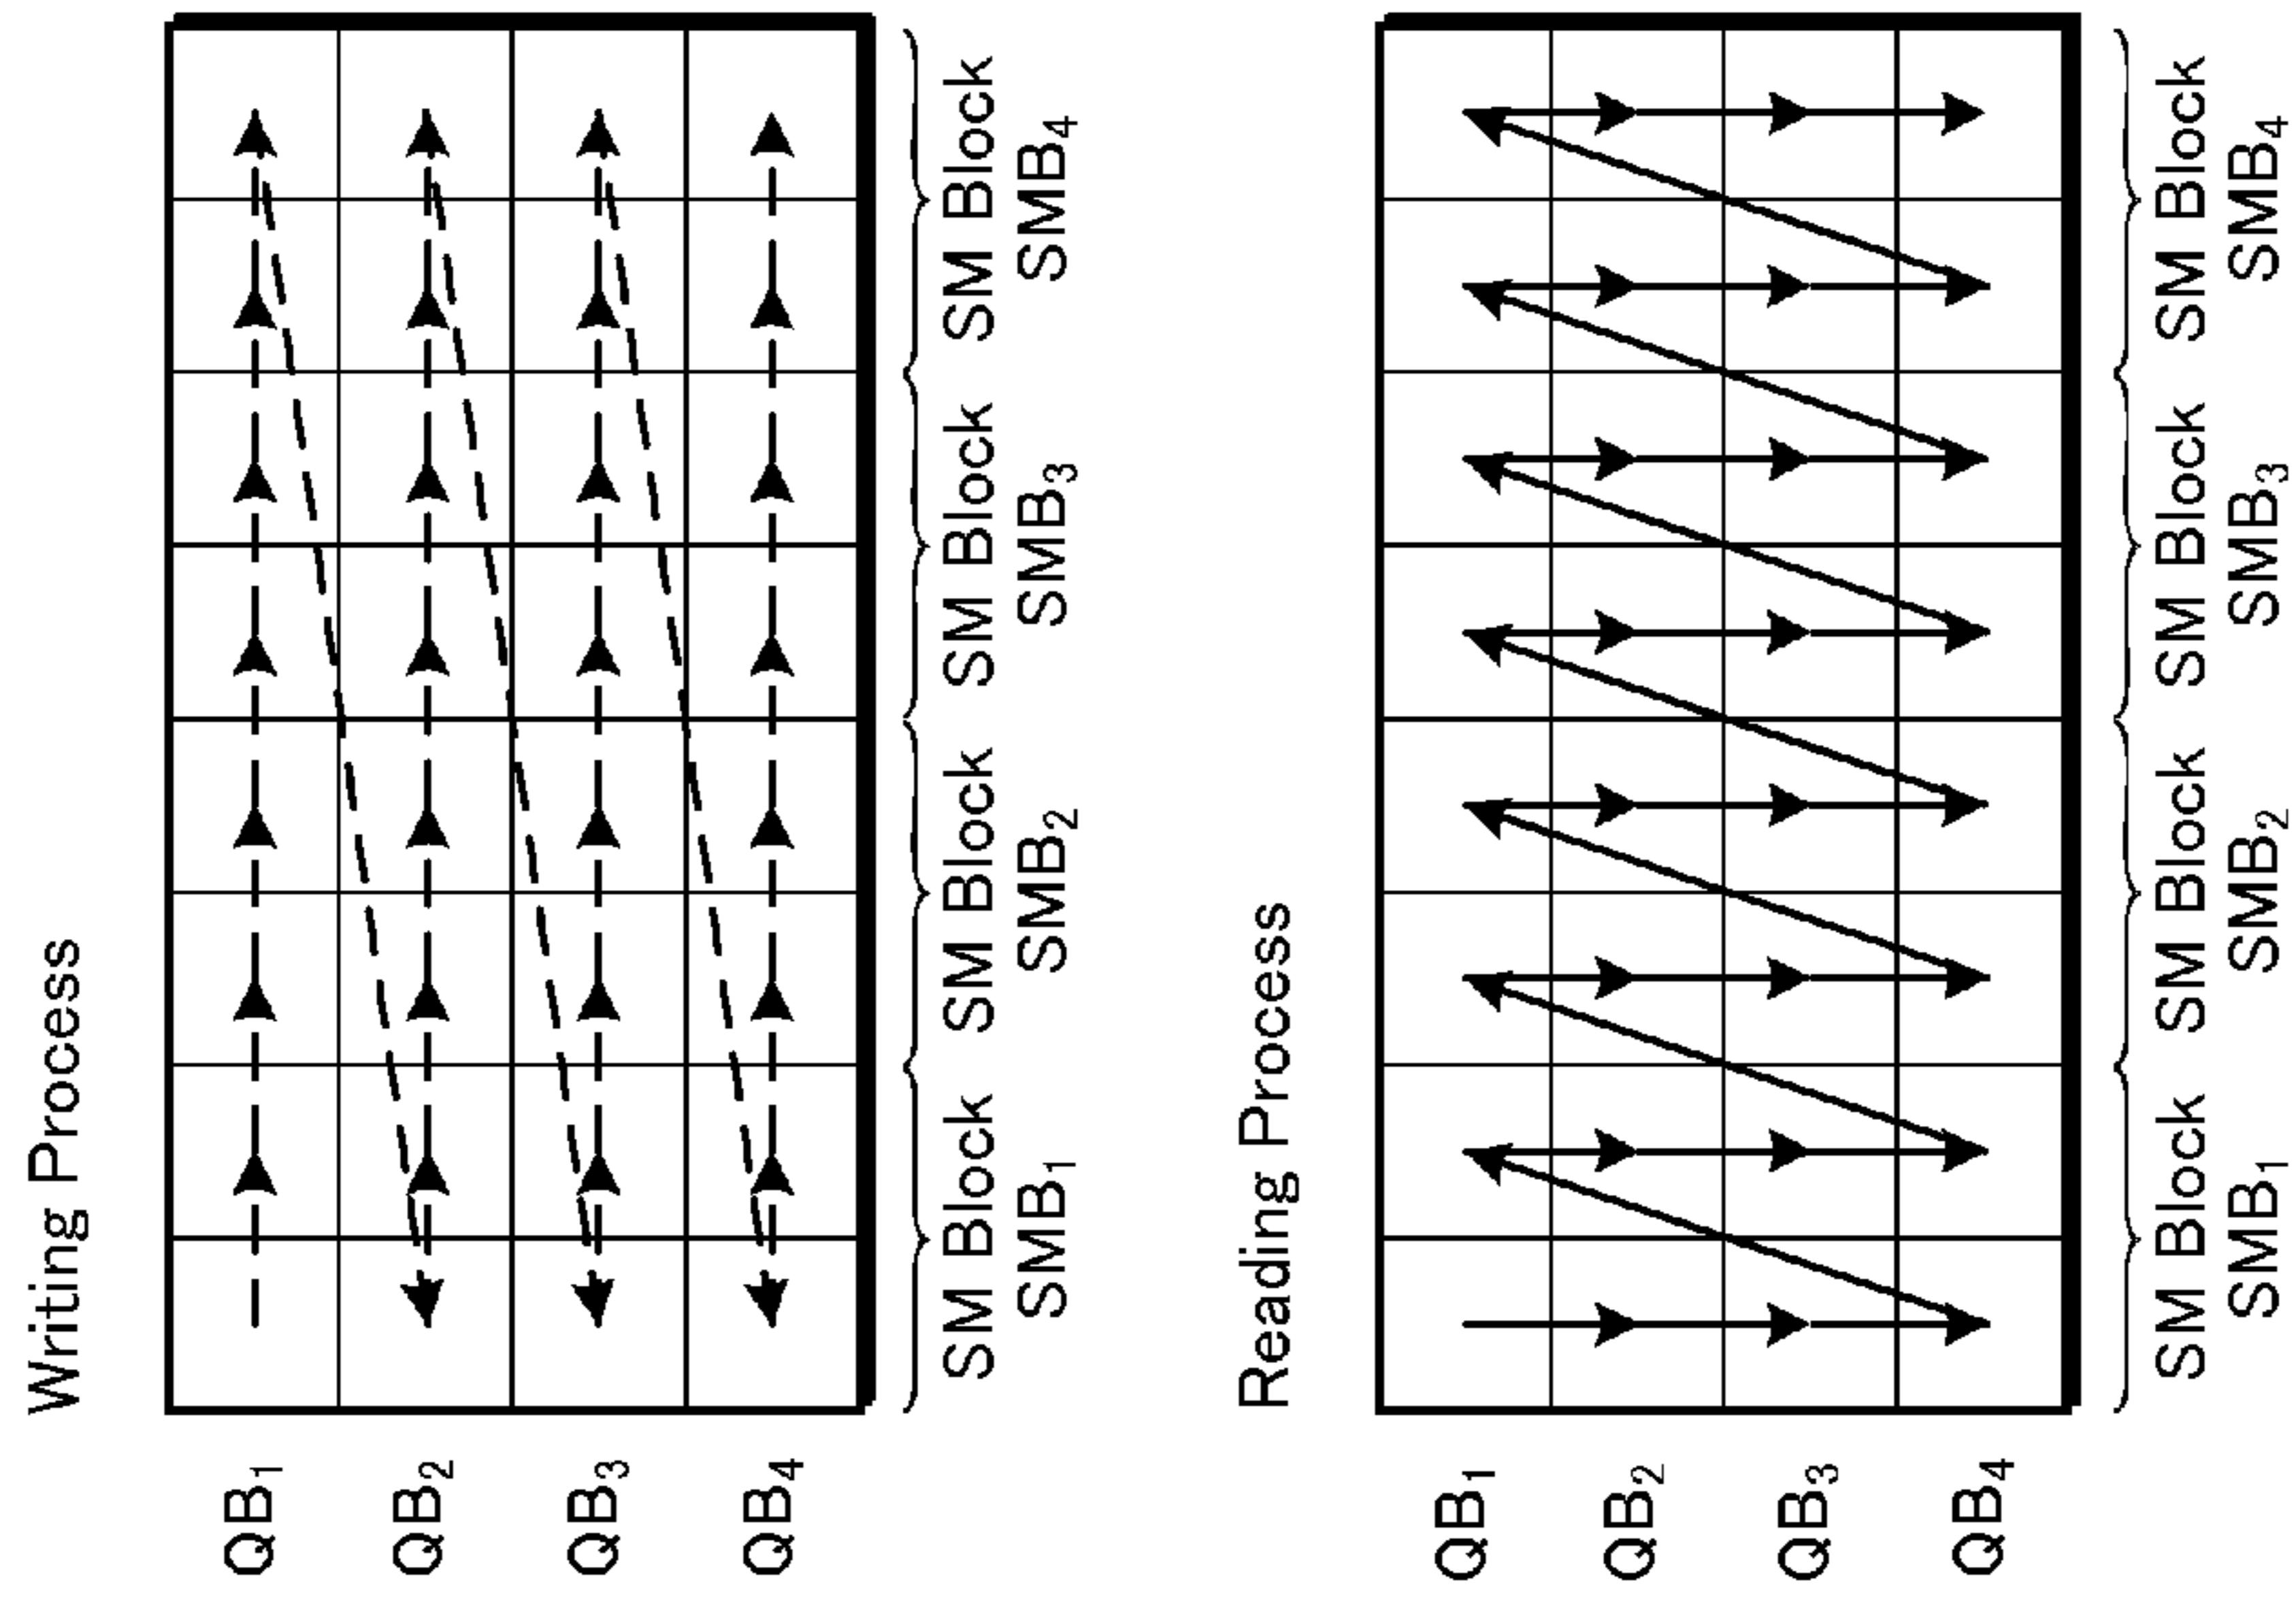 Writing Process
QB₁
QB₂
QB₃
QB₄
SM Block SM Block SM Block SM Block
SMB₁ SMB₂ SMB₃ SMB₄
Reading Process
QB₁
QB₂
QB₃
QB₄
SM Block SM Block SM Block SM Block
SMB₁ SMB₂ SMB₃ SMB₄